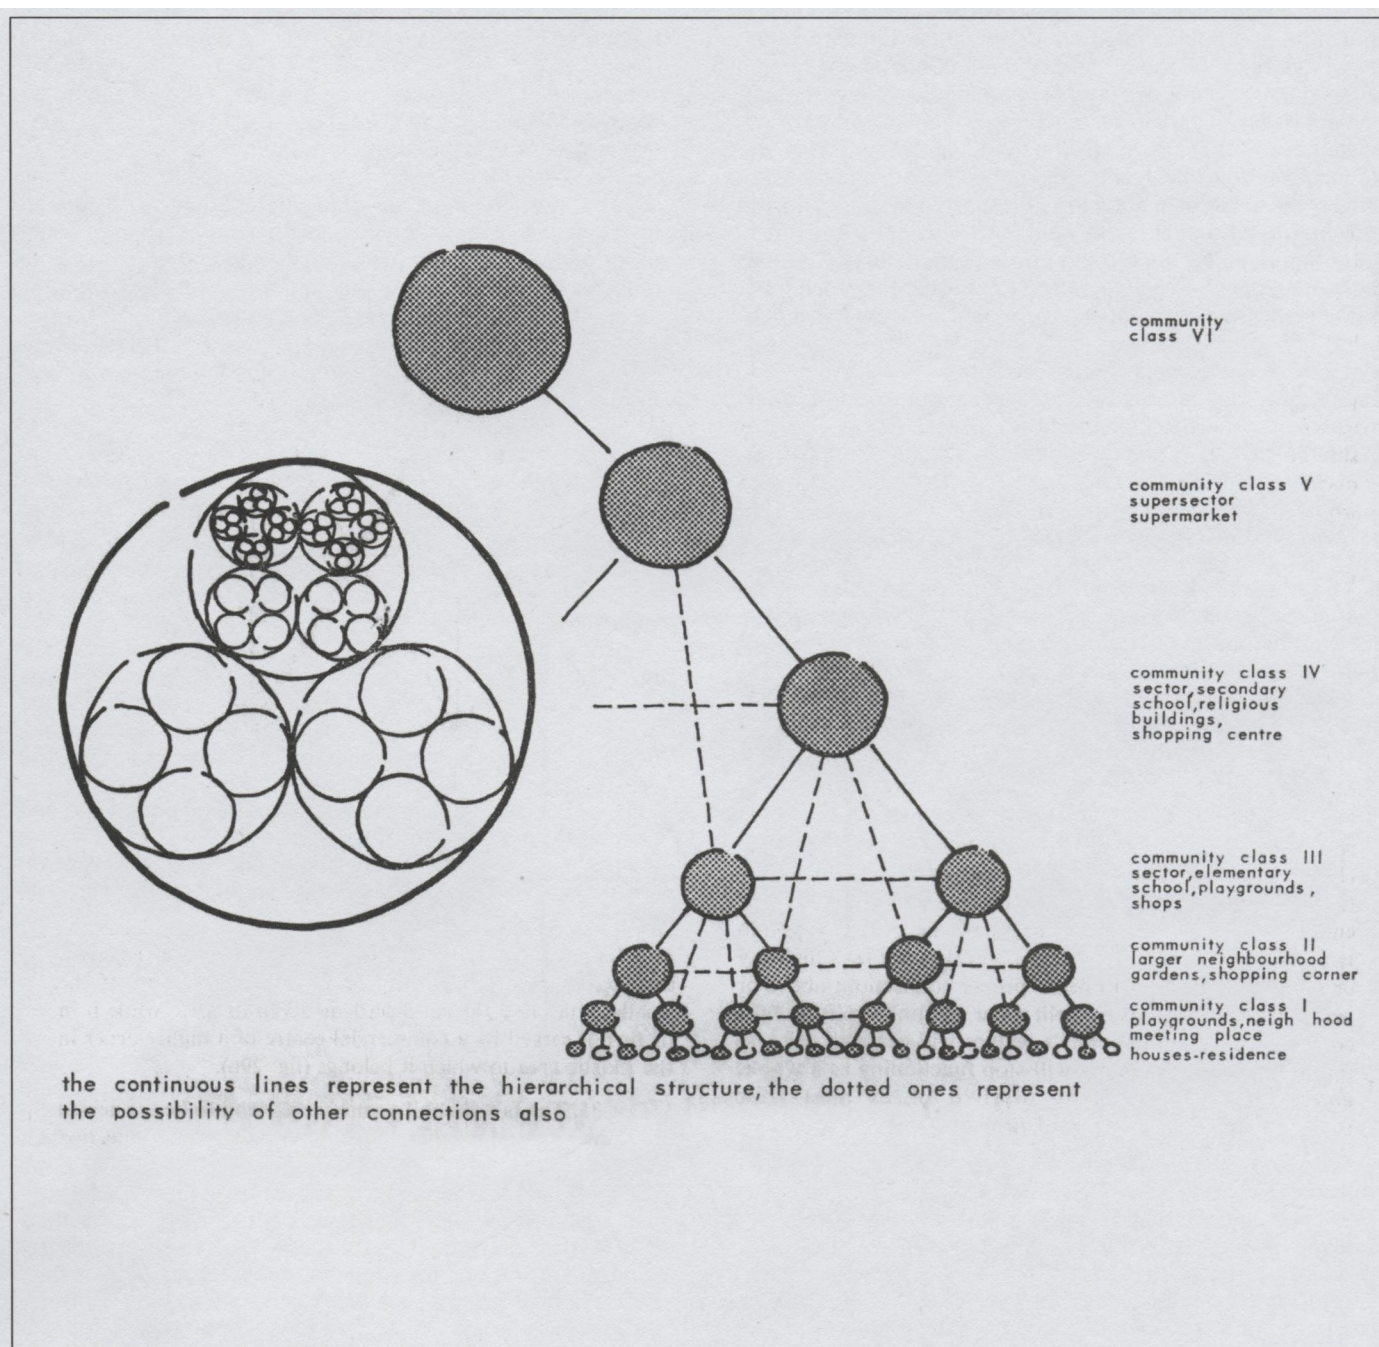 community
class VI
community class V
supersector
supermarket
community class IV
sector,secondary
school,religious
buildings,
shopping centre
community class III
sector,elementary
school,playgrounds,
shops
community class II
larger neighbourhood
gardens,shopping corner
community class I
playgrounds,neigh hood
meeting place
houses-residence
the continuous lines represent the hierarchical structure, the dotted ones represent
the possibility of other connections also